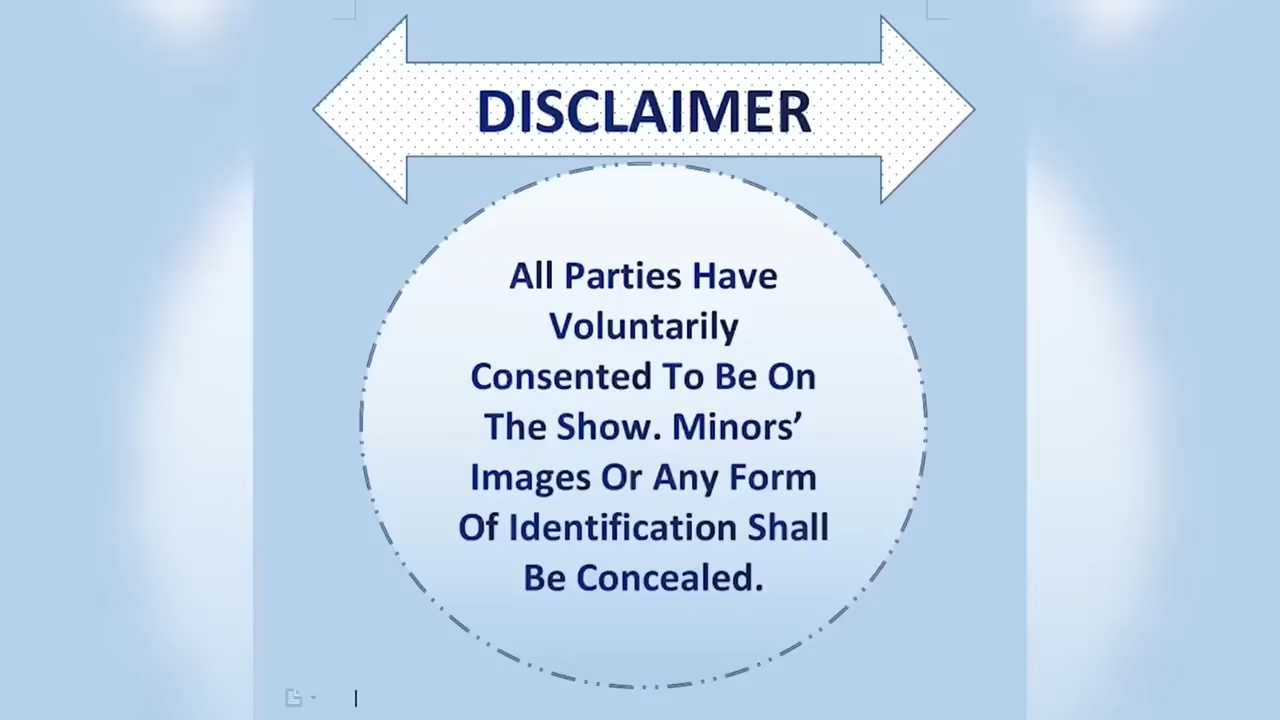 DISCLAIMER
All Parties Have
Voluntarily
Consented To Be On
The Show. Minors’
Images Or Any Form
Of Identification Shall
Be Concealed.